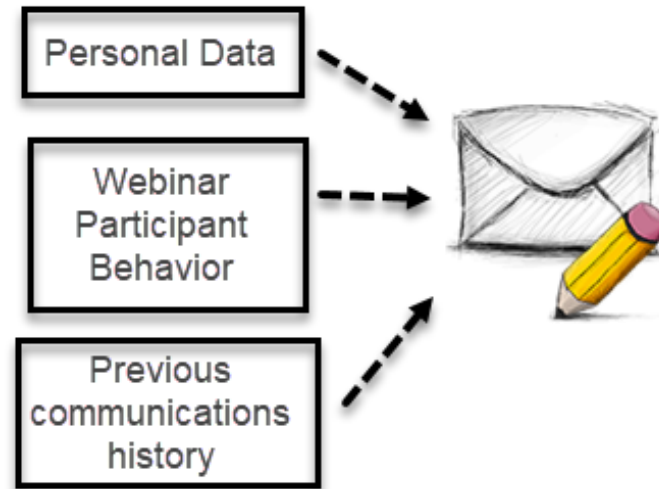 Personal Data
Webinar
Participant
Behavior
Previous
communications
history